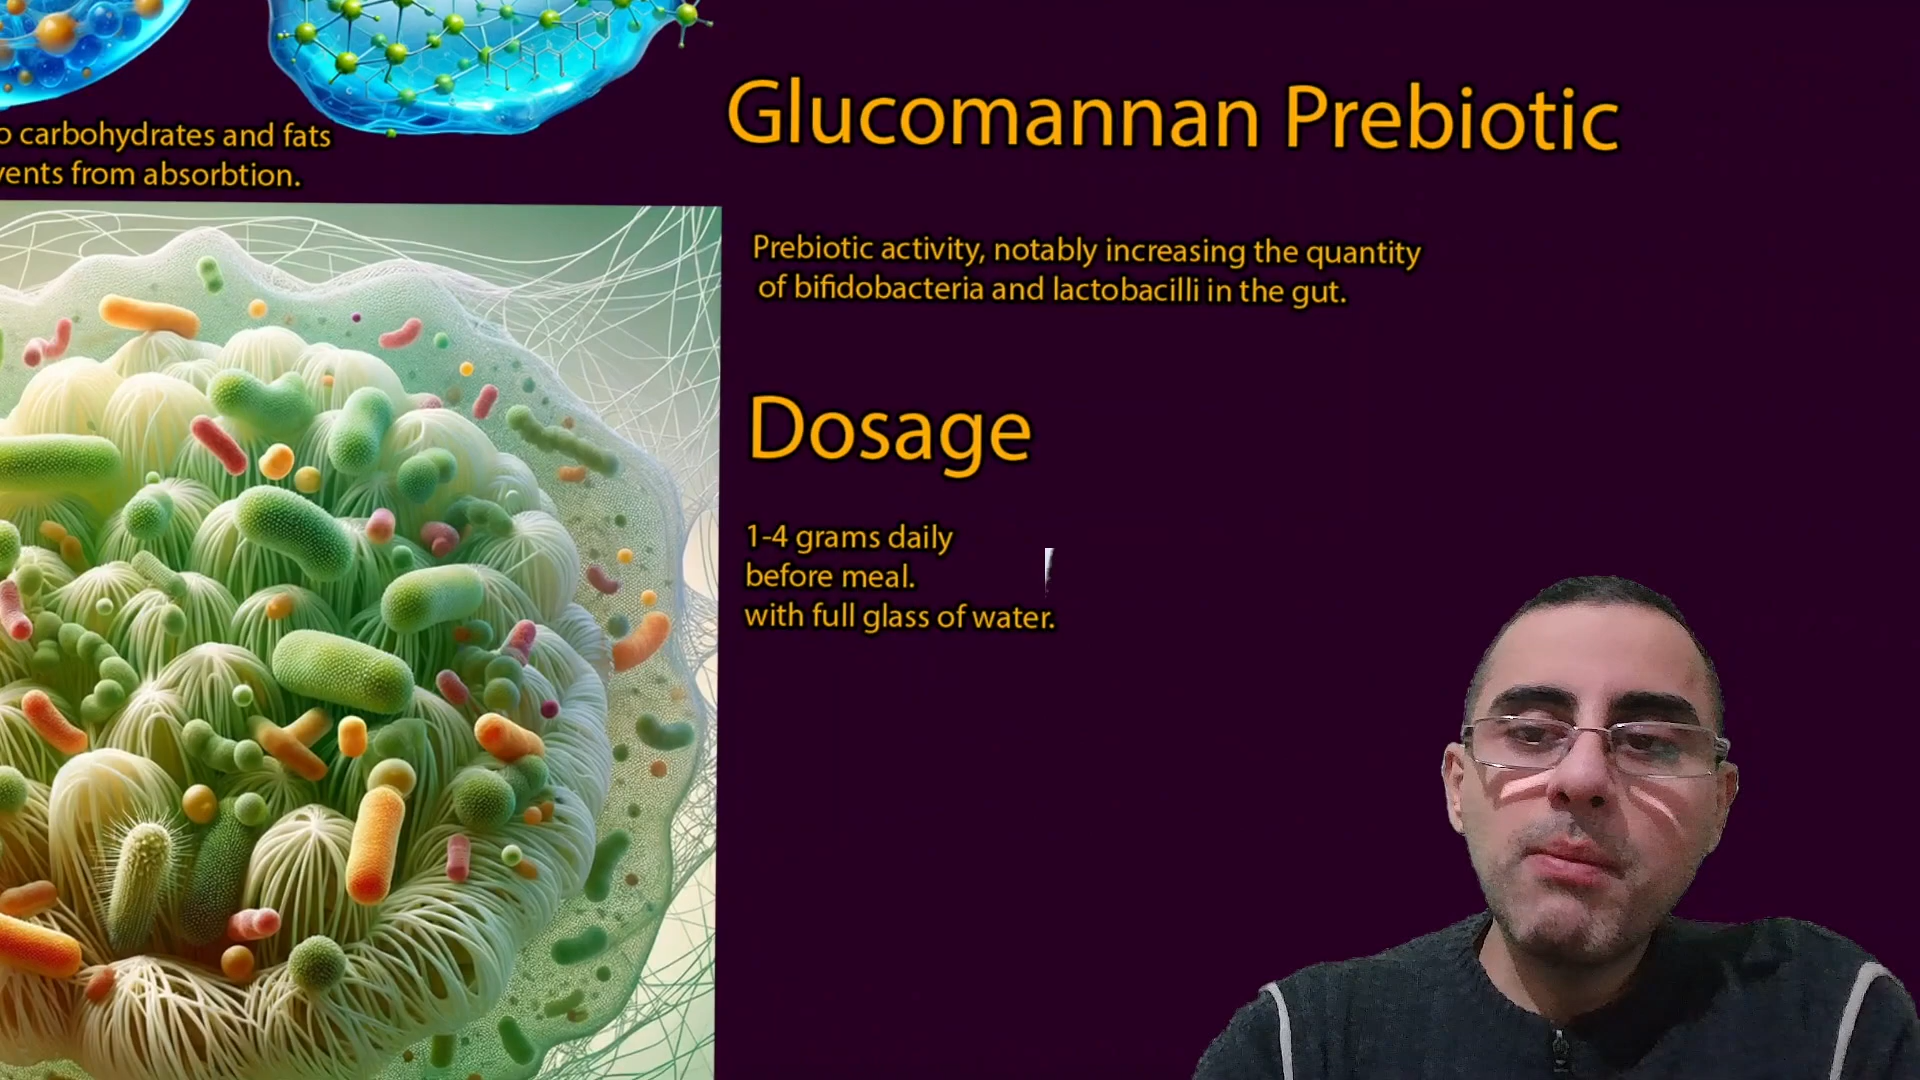 o carbohydrates and fats
vents from absorbtion.
Glucomannan Prebiotic
Prebiotic activity, notably increasing the quantity
of bifidobacteria and lactobacilli in the gut.
Dosage
1-4 grams daily
before meal.
with full glass of water.